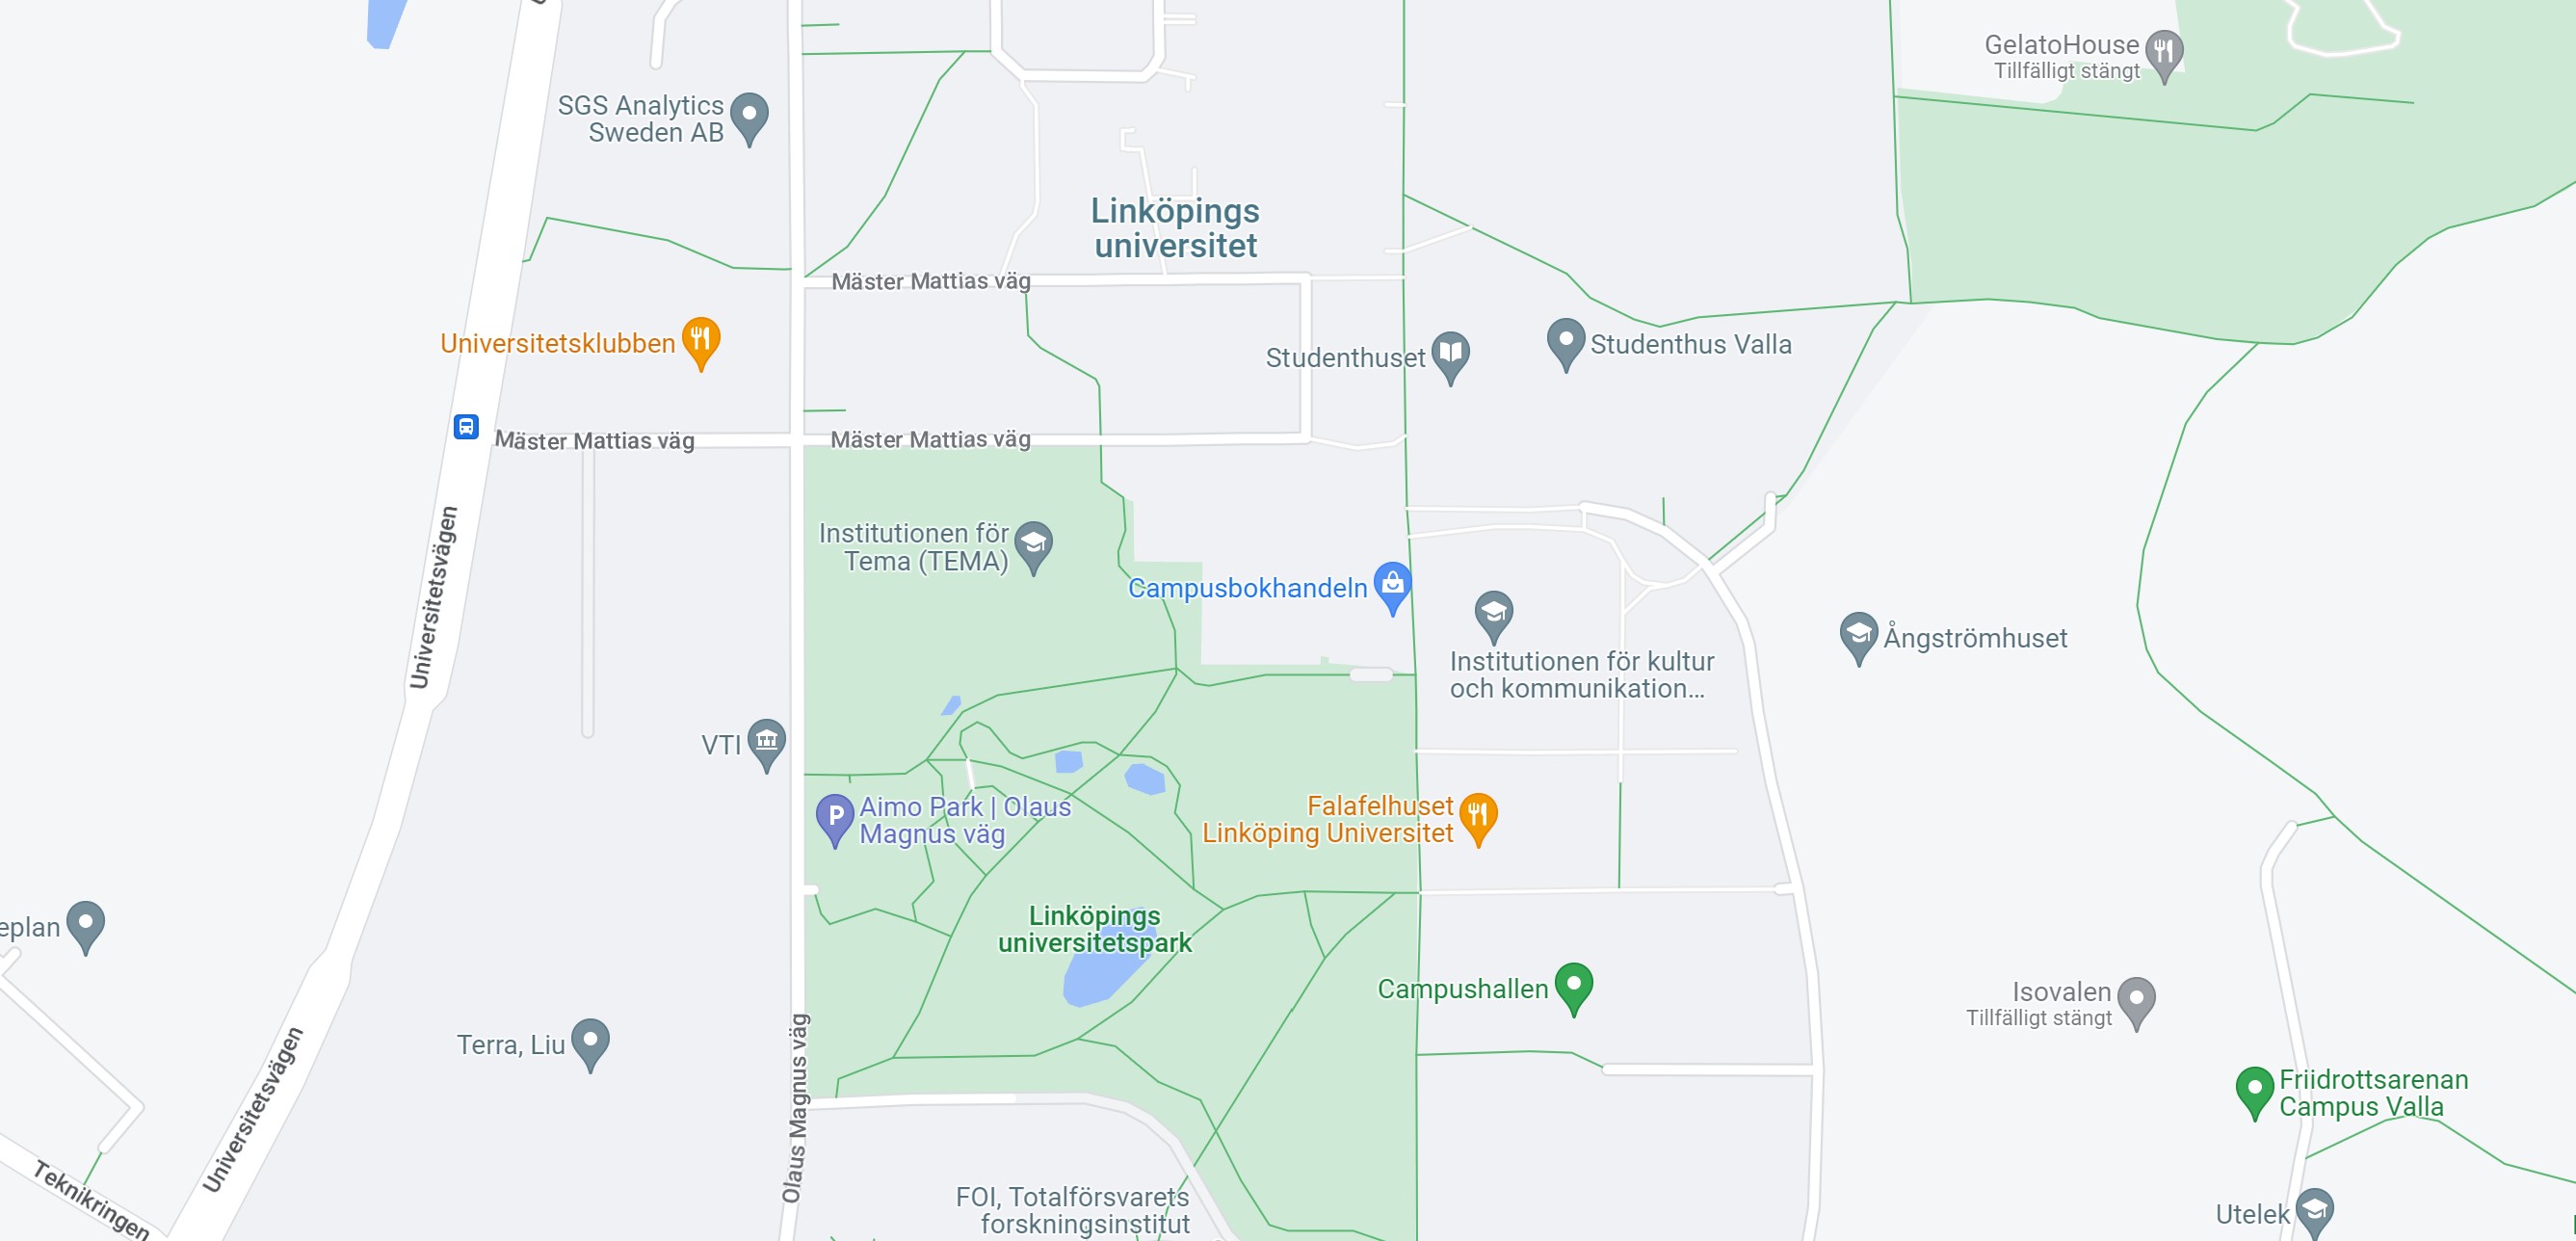 GelatoHouse
Tillfälligt stängt
SGS Analytics
Sweden AB
Linköpings
universitet
Mäster Mattias väg
Universitetsklubben
Studenthuset
Studenthus Valla
Mäster Mattias väg
Mäster Mattias väg
Universitetsvägen
Institutionen för
Tema (TEMA)
Campusbokhandeln
Institutionen för kultur
och kommunikation...
Ångströmhuset
VTI
P
Aimo Park | Olaus
Magnus väg
Falafelhuset
Linköping Universitet
eplan
Linköpings
universitetspark
Campushallen
Isovalen
Tillfälligt stängt
Terra, Liu
Universitetsvägen
Olaus Magnus väg
Friidrottsarenan
Campus Valla
Teknikringen
FOI, Totalförsvarets
forskningsinstitut
Utelek